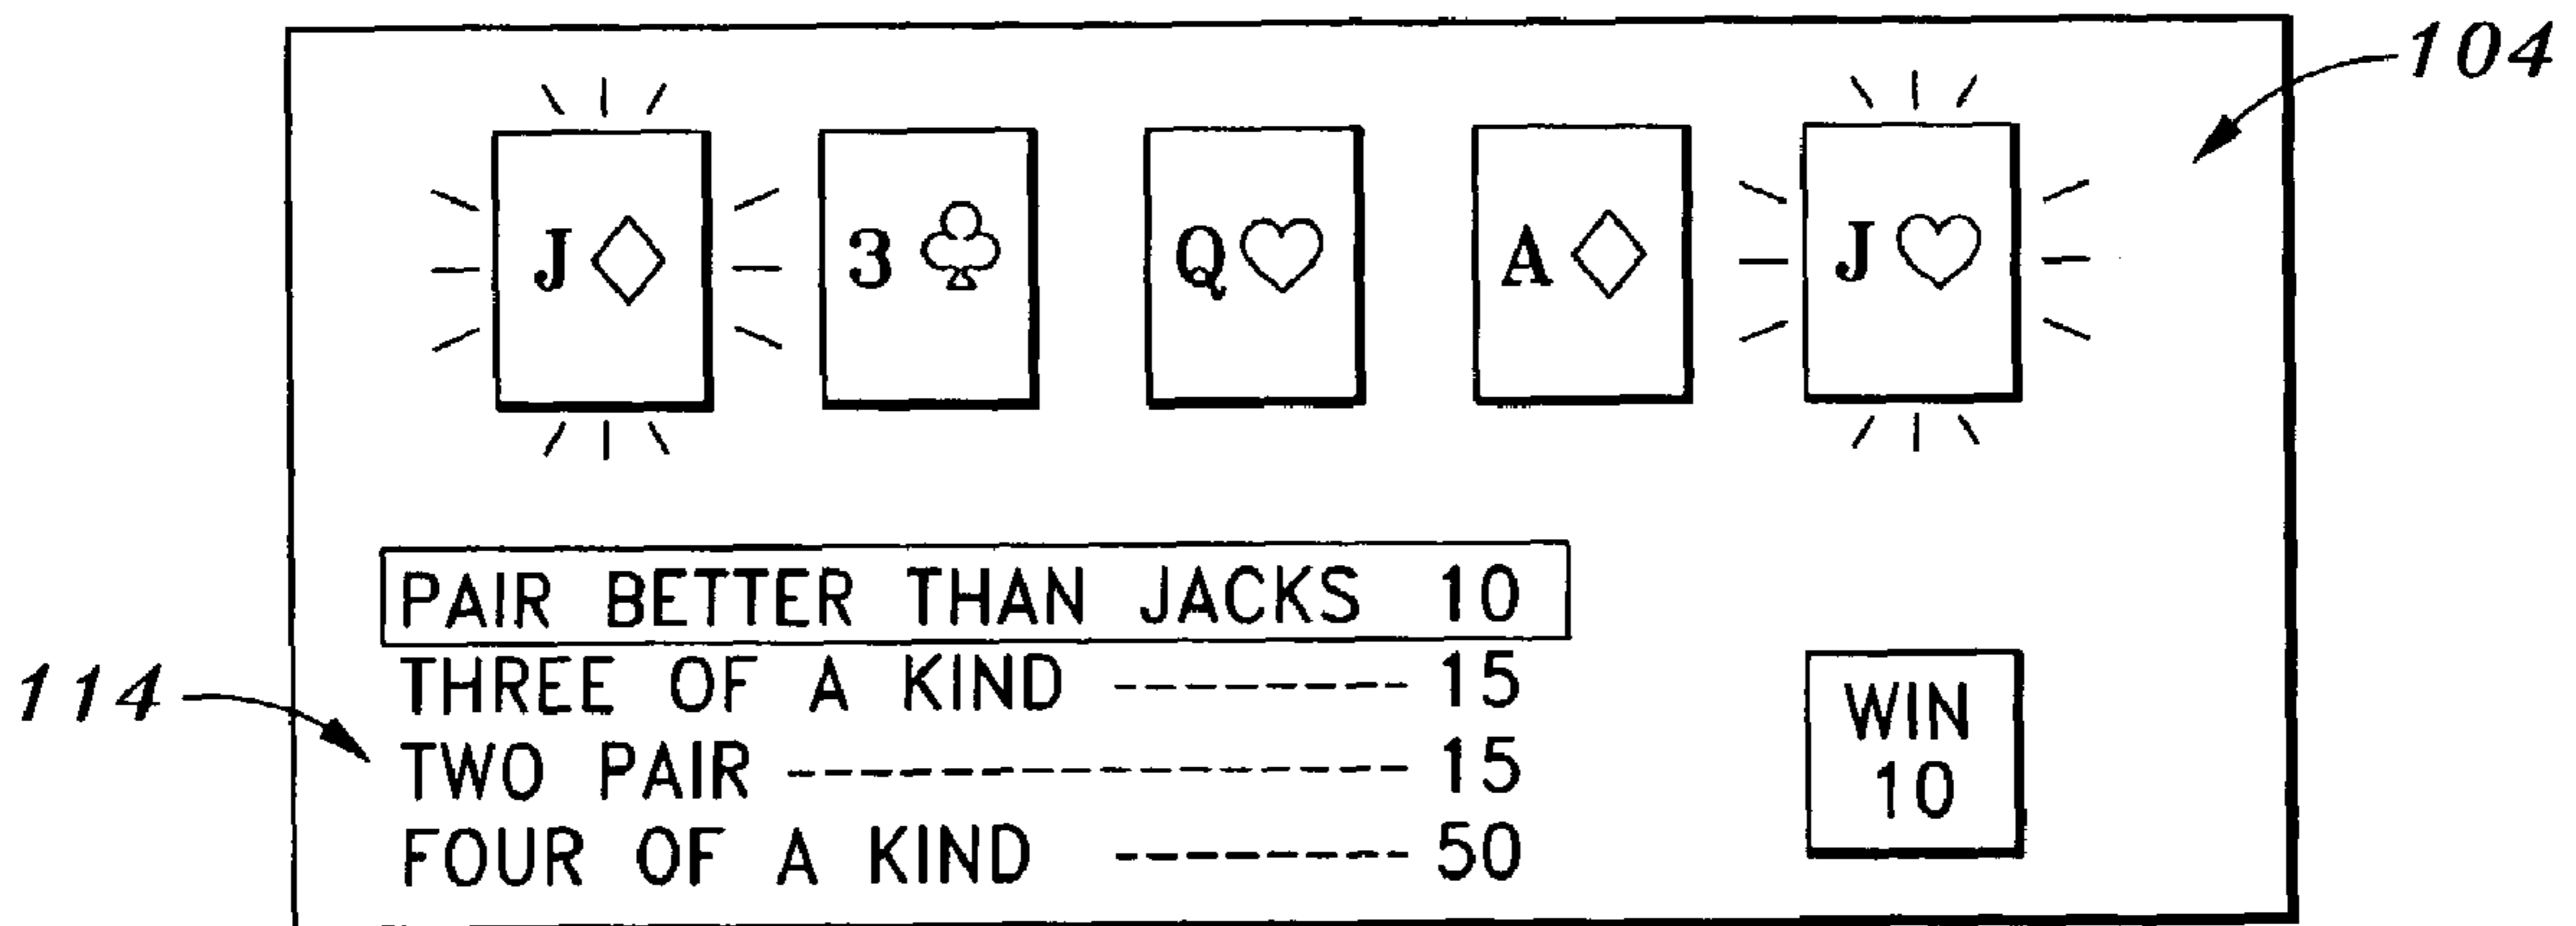 104
J♢ 3♧ Q♡ A♢ J♡
PAIR BETTER THAN JACKS 10
THREE OF A KIND -------- 15
114
TWO PAIR ----------------- 15
FOUR OF A KIND -------- 50
WIN
10